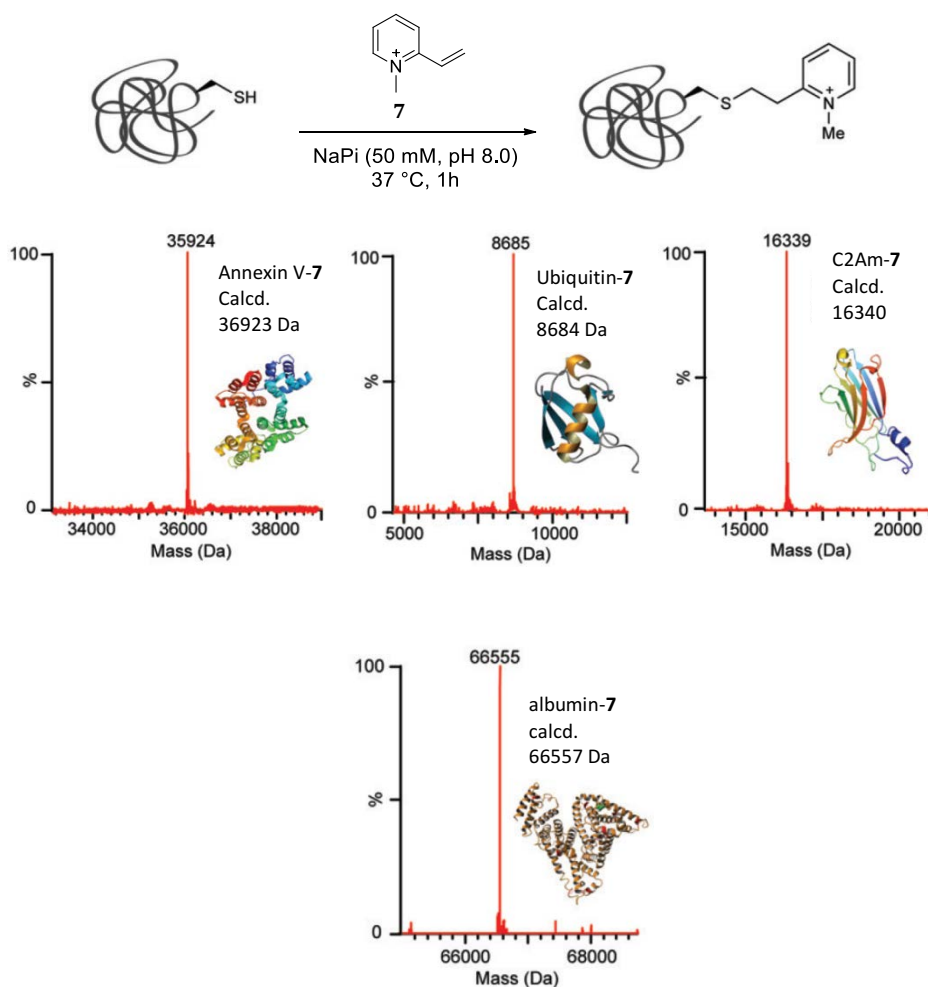 7
SH
N
+
S
N
+
Me
NaPi (50 mM, pH 8.0)
37 °C, 1h
35924
100
%
0
34000 36000 38000
Mass (Da)
Annexin V-7
Calcd.
36923 Da
8685
100
%
0
5000 10000
Mass (Da)
Ubiquitin-7
Calcd.
8684 Da
16339
100
%
0
15000 20000
Mass (Da)
C2Am-7
Calcd.
16340
66555
100
%
0
66000 68000
Mass (Da)
albumin-7
calcd.
66557 Da